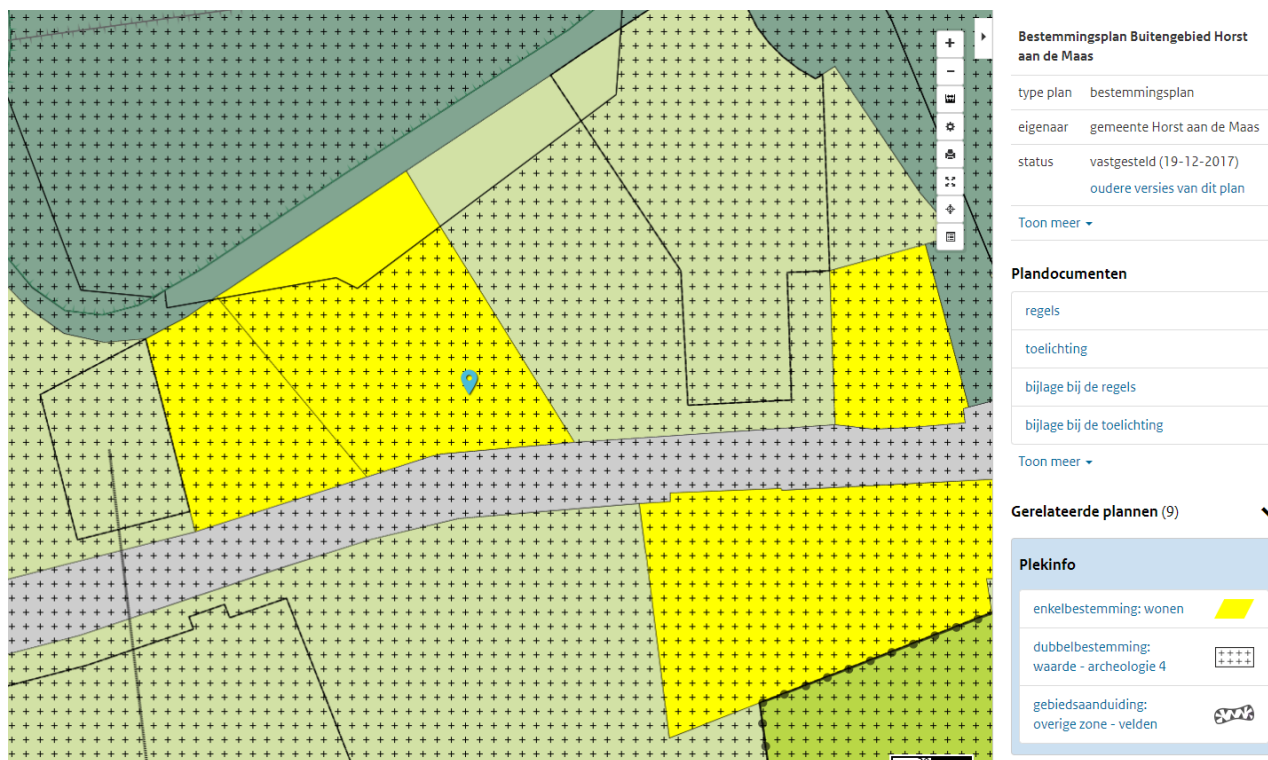 Bestemmingsplan Buitengebied Horst
aan de Maas
type plan bestemmingsplan
eigenaar gemeente Horst aan de Maas
status vastgesteld (19-12-2017)
oudere versies van dit plan
Toon meer
Plandocumenten
regels
toelichting
bijlage bij de regels
bijlage bij de toelichting
Toon meer
Gerelateerde plannen (9)
Plekinfo
enkelbestemming: wonen
dubbelbestemming:
waarde - archeologie 4
gebiedsaanduiding:
overige zone - velden